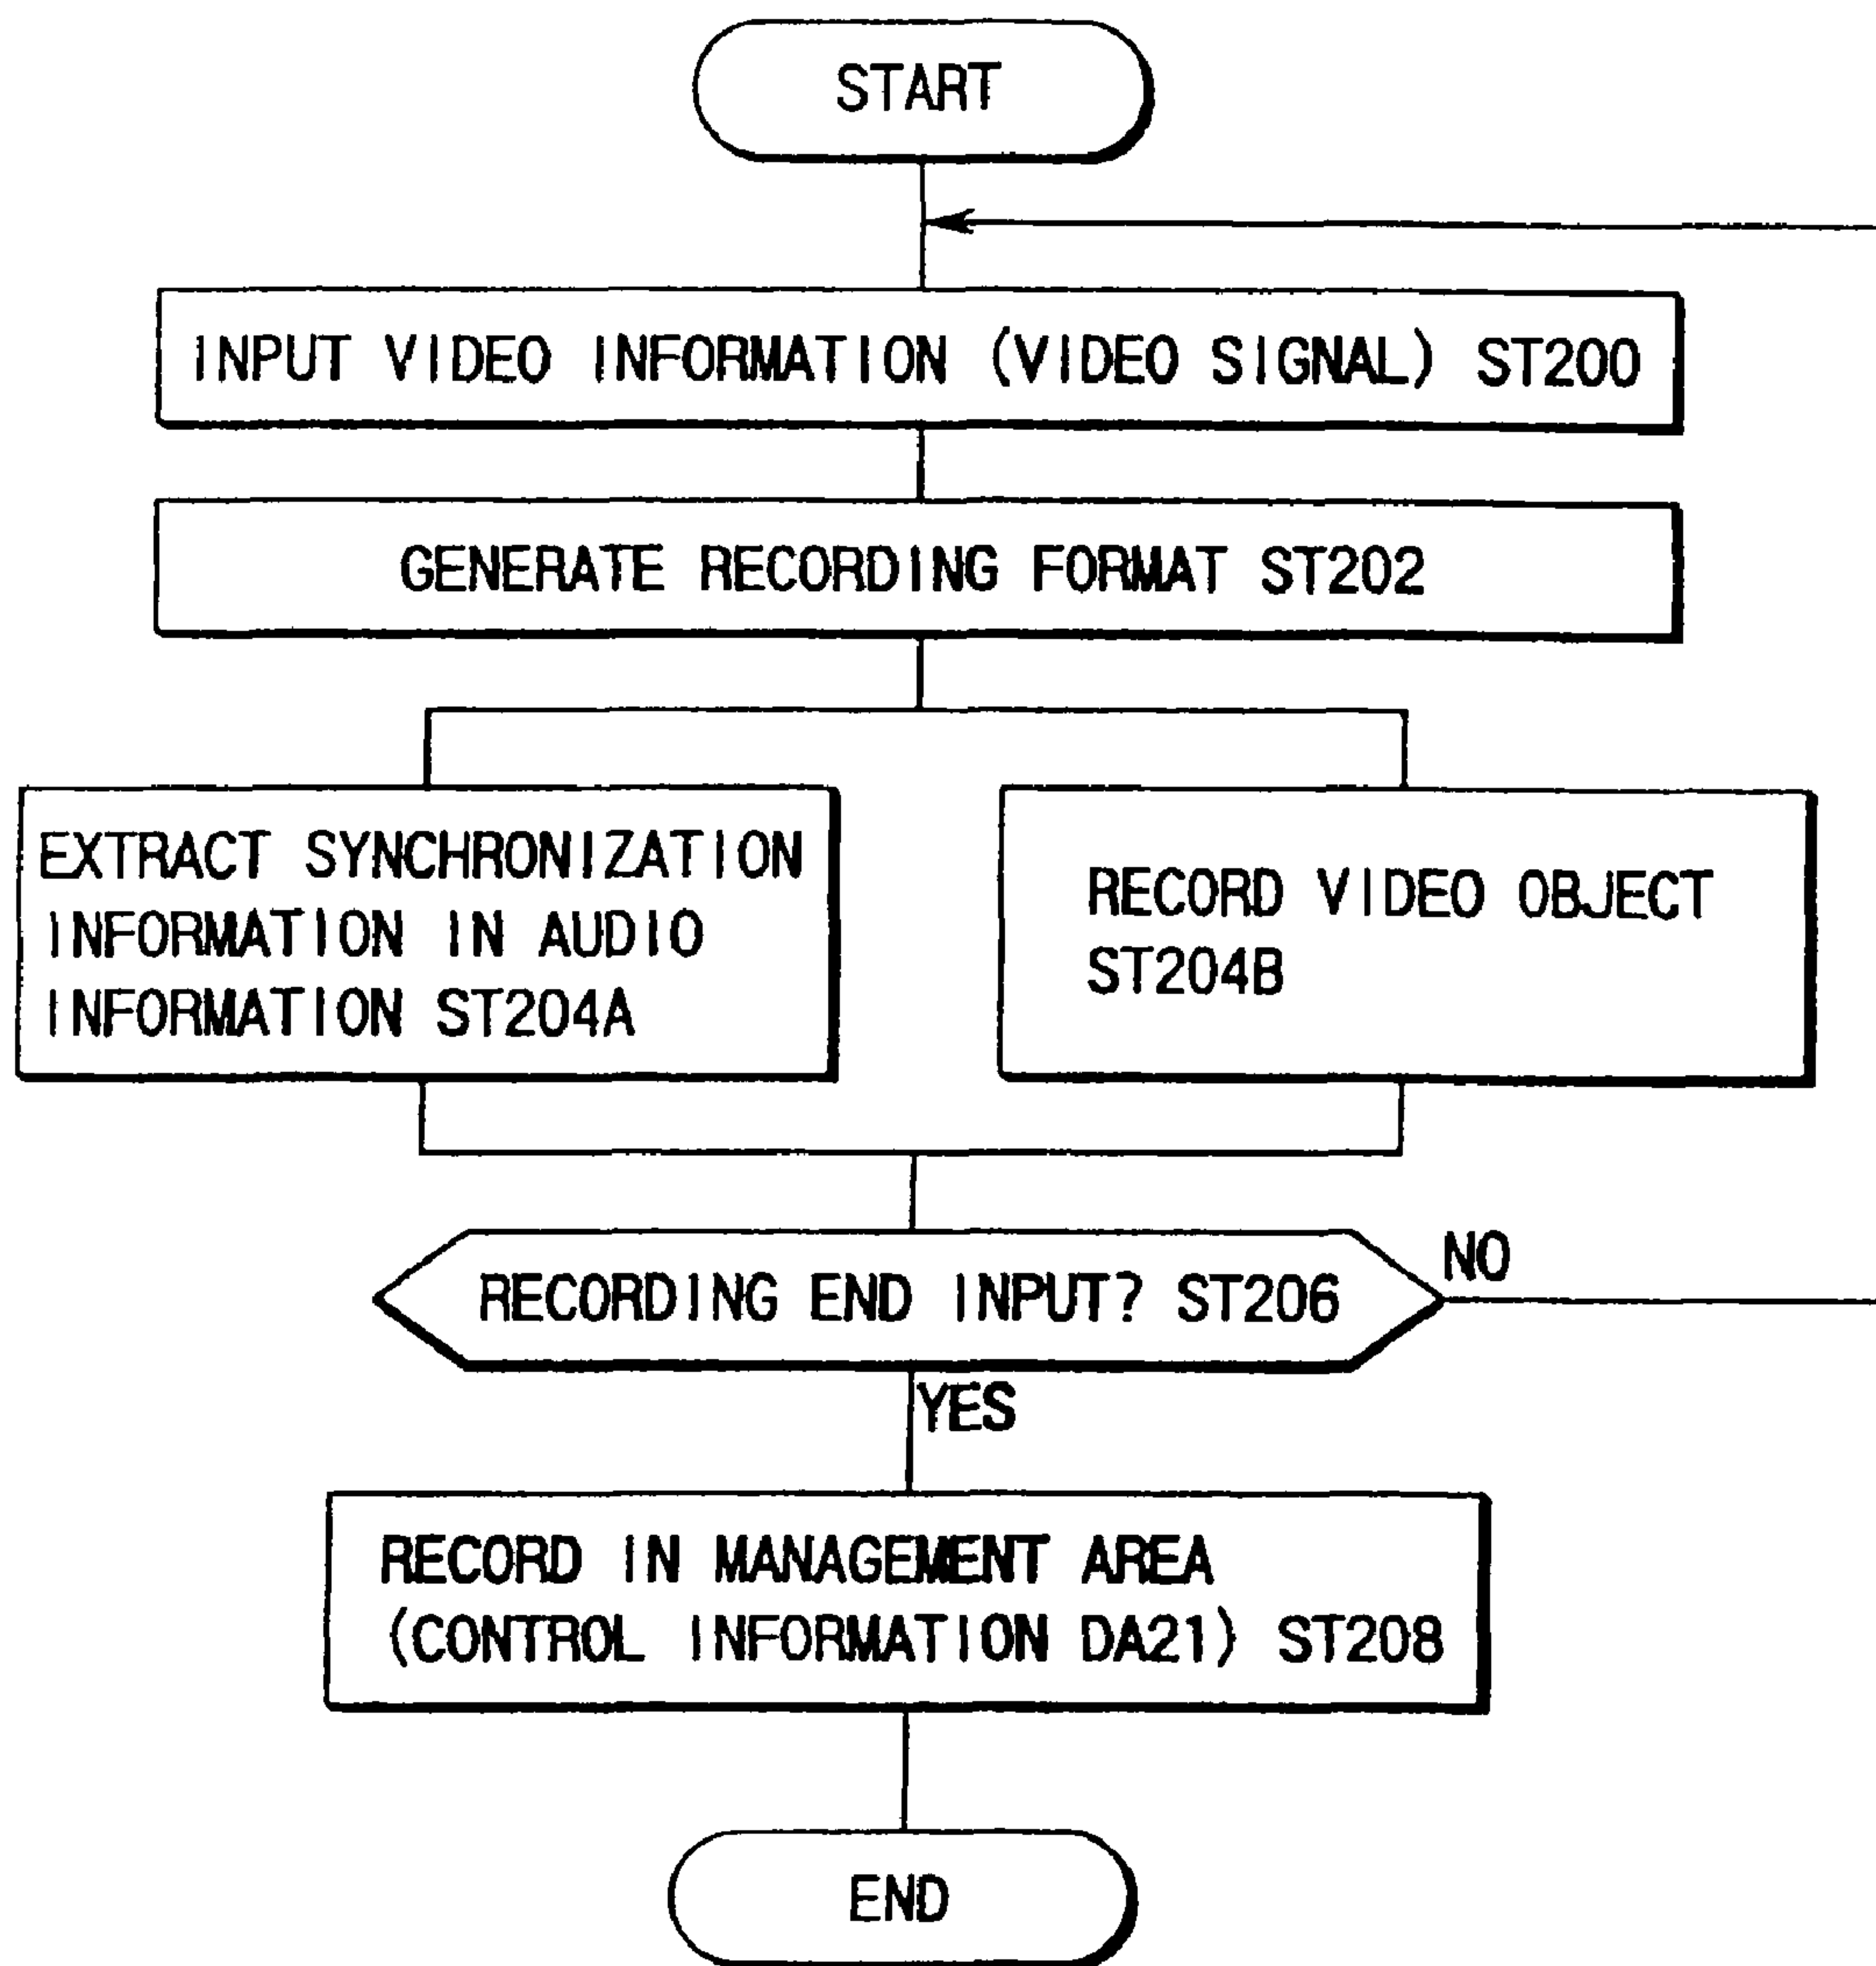 START
INPUT VIDEO INFORMATION (VIDEO SIGNAL) ST200
GENERATE RECORDING FORMAT ST202
EXTRACT SYNCHRONIZATION
INFORMATION IN AUDIO
INFORMATION ST204A
RECORD VIDEO OBJECT
ST204B
RECORDING END INPUT? ST206
NO
YES
RECORD IN MANAGEMENT AREA
(CONTROL INFORMATION DA21) ST208
END